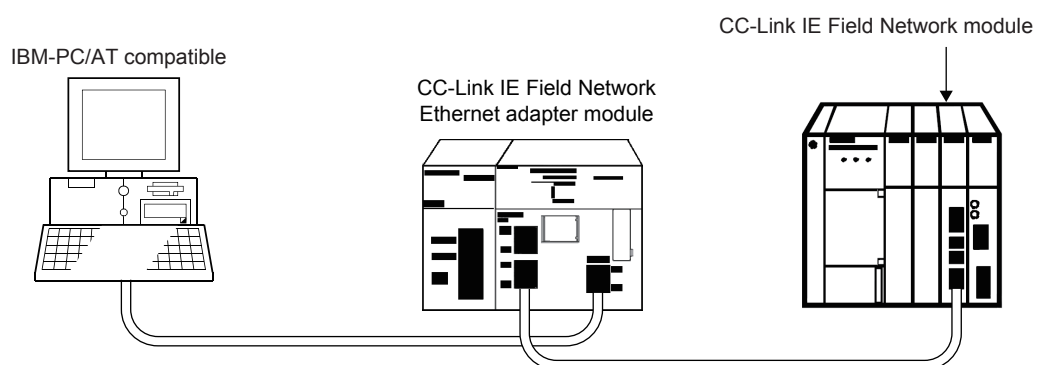 CC-Link IE Field Network module
IBM-PC/AT compatible
CC-Link IE Field Network
Ethernet adapter module